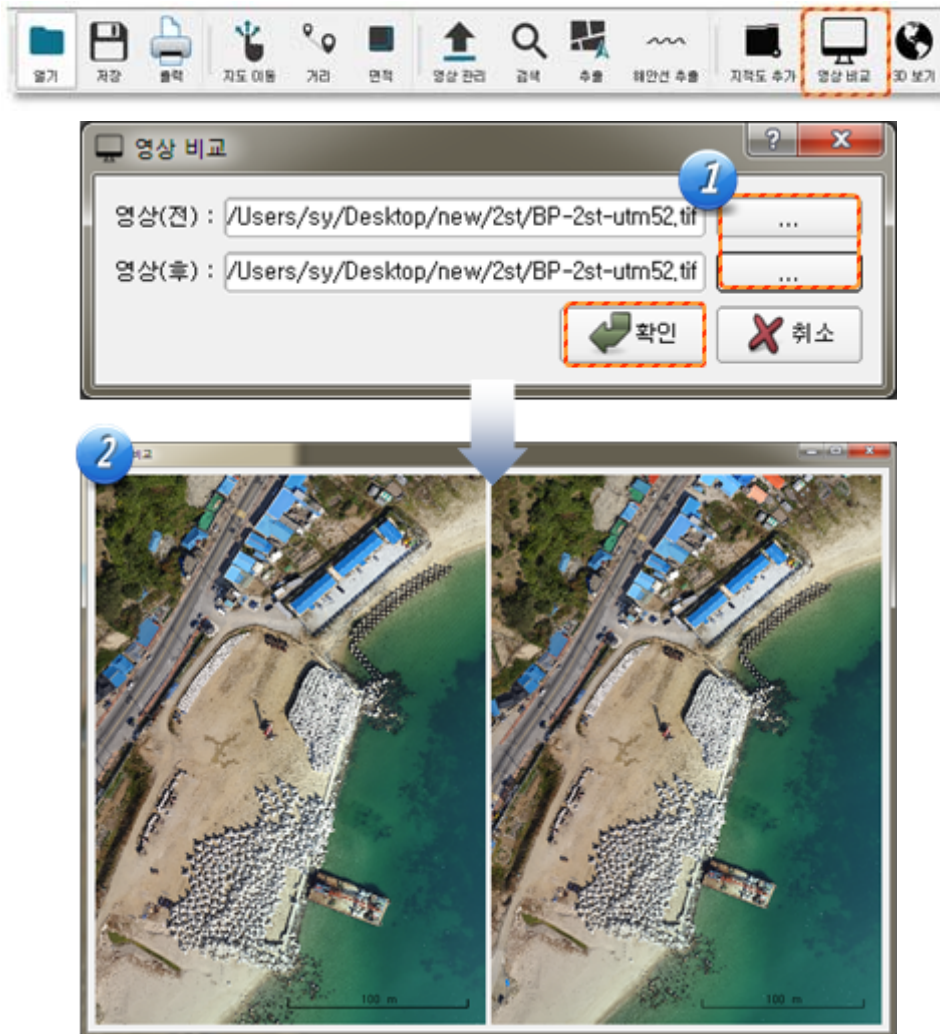 열기 저장 출력 지도 이동 거리 면적 영상 관리 검색 추출 해안선 추출 지적도 추가 영상 비교 3D 보기
영상 비교
?
1
영상(전) : /Users/sy/Desktop/new/2st/BP-2st-utm52.tif ...
영상(후) : /Users/sy/Desktop/new/2st/BP-2st-utm52.tif ...
확인 취소
2 비교
100 m 100 m